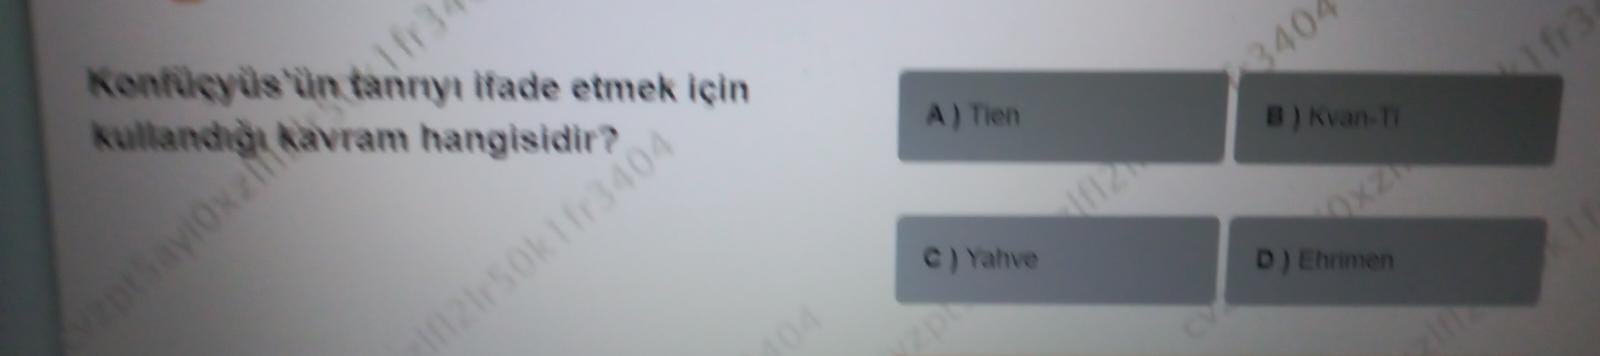 Konfüçyüs'ün tanrıyı ifade etmek için
kullandığı kavram hangisidir?
A ) Tien
B ) Kvan-Ti
C ) Yahve
D ) Ehrimen